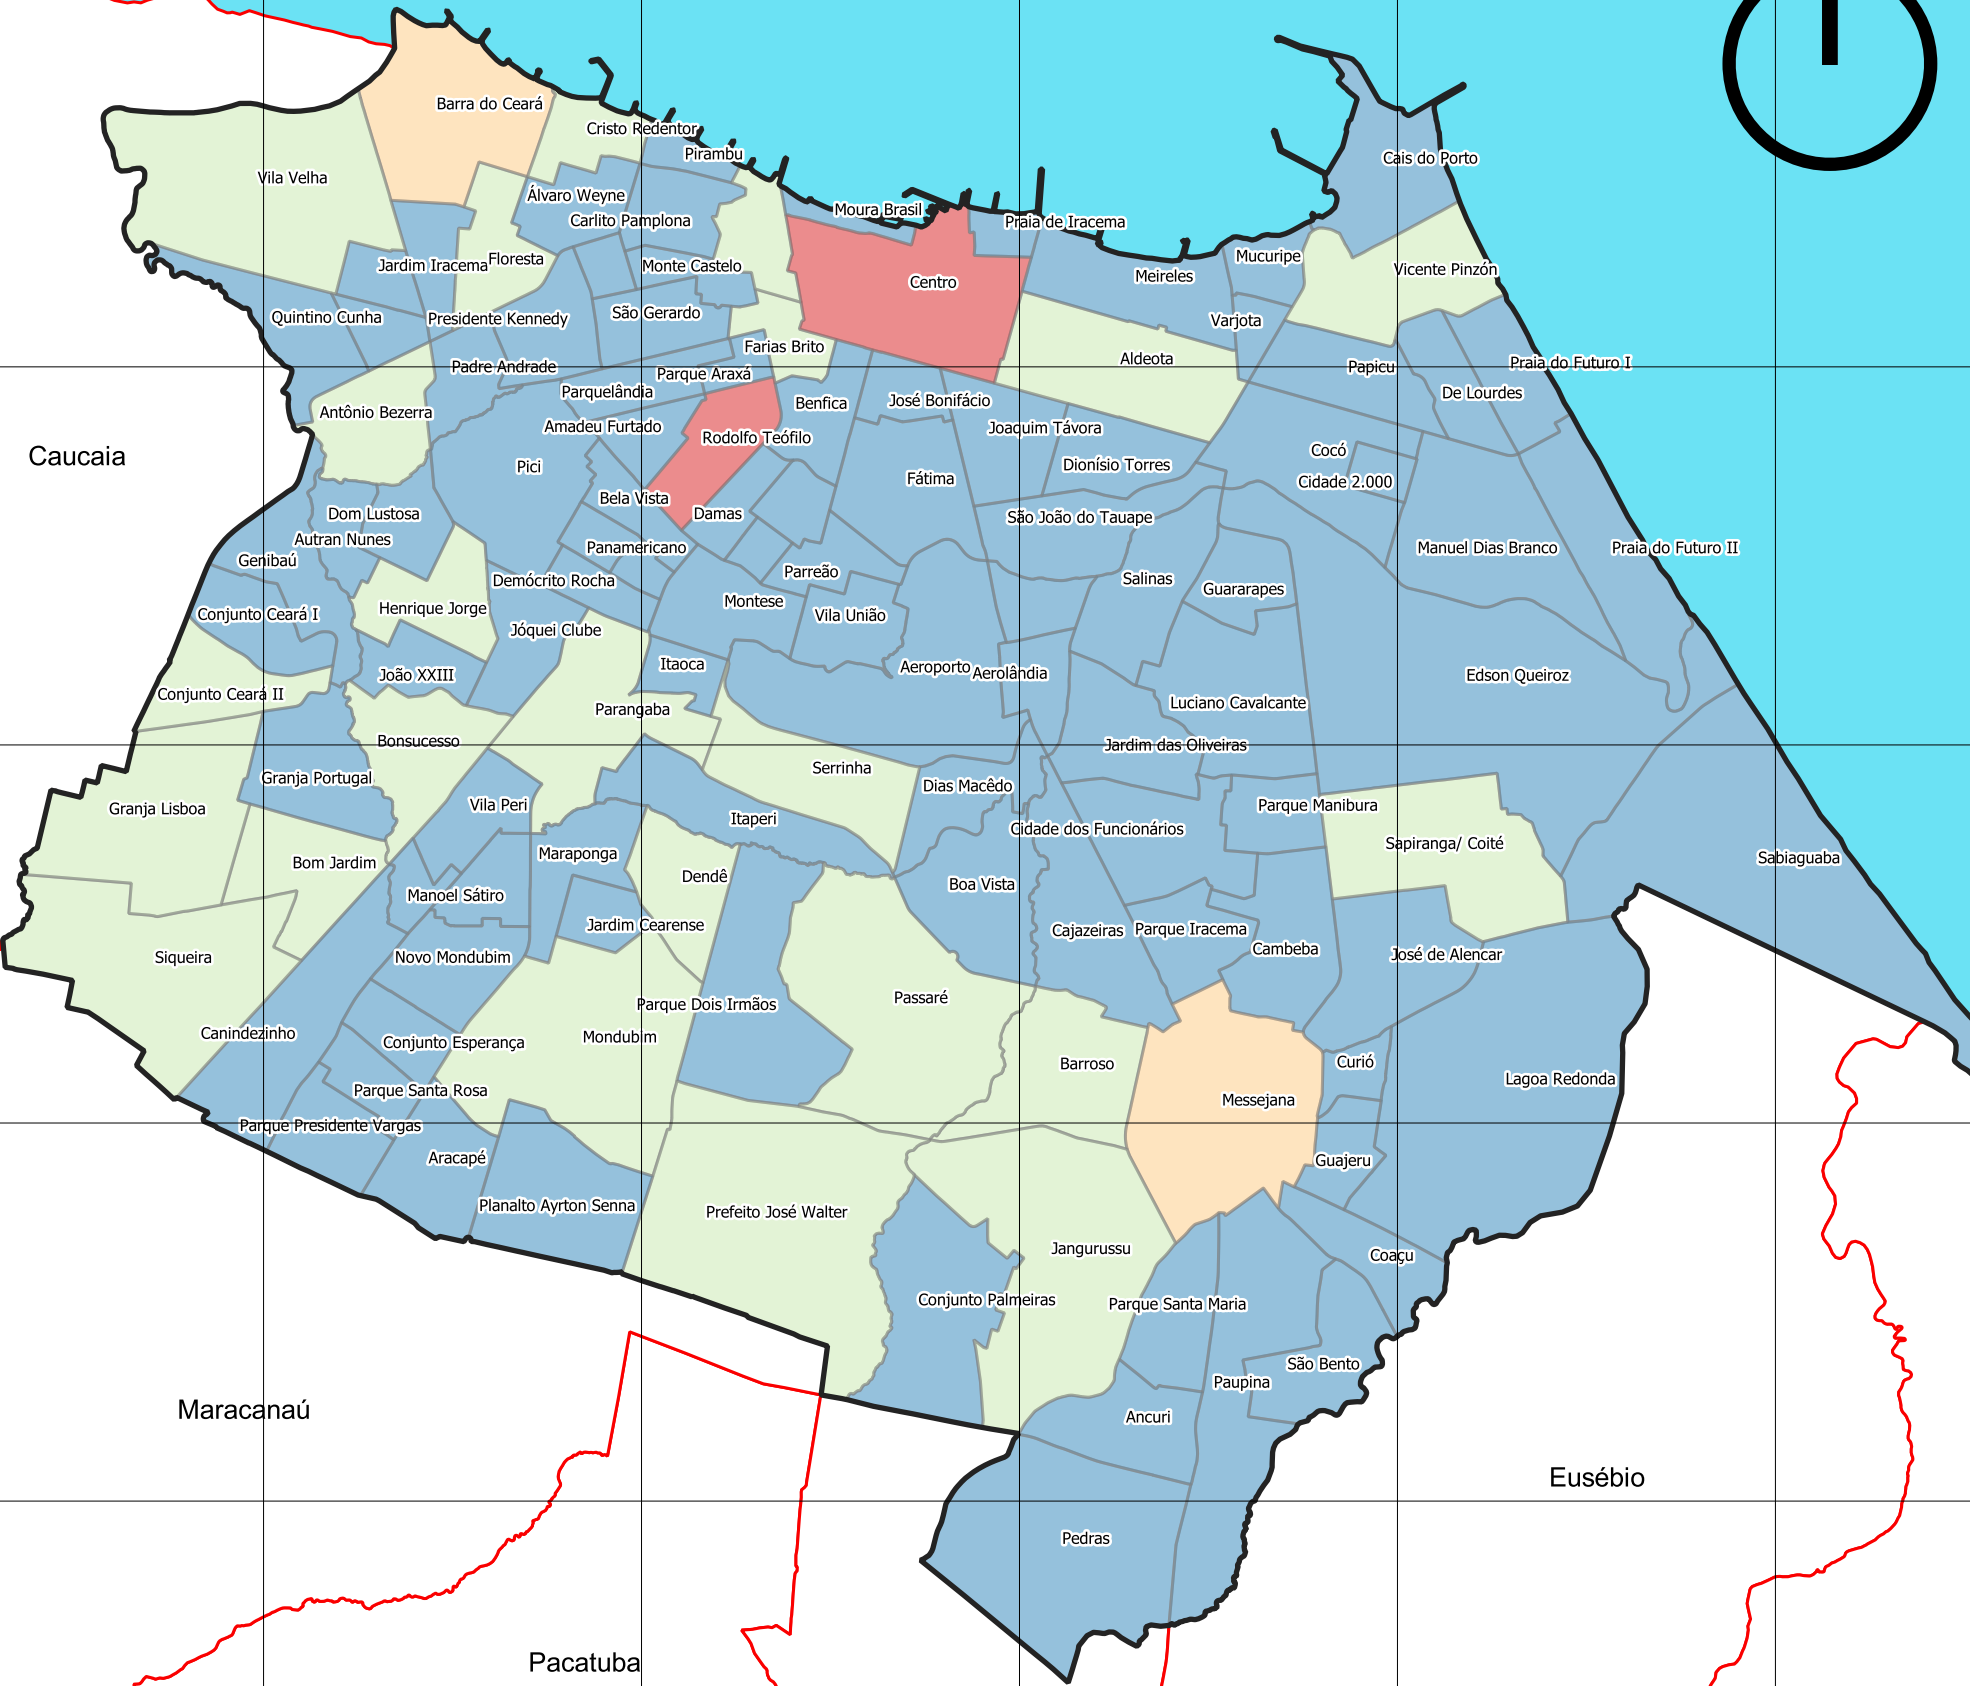 Barra do Ceará
Cristo Redentor
Pirambu
Cais do Porto
Vila Velha
Álvaro Weyne
Moura Brasil
Carlito Pamplona
Praia de Iracema
Mucuripe
Jardim Iracema
Floresta
Monte Castelo
Vicente Pinzón
Meireles
Centro
Quintino Cunha
Presidente Kennedy
São Gerardo
Varjota
Farias Brito
Aldeota
Padre Andrade
Parque Araxá
Papicu
Praia do Futuro I
Parquelândia
De Lourdes
Antônio Bezerra
Benfica
José Bonifácio
Amadeu Furtado
Joaquim Távora
Rodolfo Teófilo
Cocó
Caucaia
Pici
Dionísio Torres
Fátima
Cidade 2.000
Bela Vista
Dom Lustosa
Damas
São João do Tauape
Autran Nunes
Panamericano
Manuel Dias Branco
Praia do Futuro II
Genibaú
Demócrito Rocha
Parreão
Salinas
Guararapes
Conjunto Ceará I
Henrique Jorge
Montese
Vila União
Jóquei Clube
João XXIII
Itaoca
Aeroporto
Aerolândia
Edson Queiroz
Conjunto Ceará II
Parangaba
Luciano Cavalcante
Bonsucesso
Jardim das Oliveiras
Granja Portugal
Serrinha
Dias Macêdo
Granja Lisboa
Vila Peri
Itaperi
Cidade dos Funcionários
Parque Manibura
Sapiranga/ Coité
Bom Jardim
Maraponga
Sabiaguaba
Dendê
Boa Vista
Manoel Sátiro
Jardim Cearense
Cajazeiras
Parque Iracema
Siqueira
Novo Mondubim
Cambeba
José de Alencar
Parque Dois Irmãos
Passaré
Canindezinho
Conjunto Esperança
Mondubim
Barroso
Curió
Lagoa Redonda
Parque Santa Rosa
Messejana
Parque Presidente Vargas
Aracapé
Guajeru
Planalto Ayrton Senna
Prefeito José Walter
Jangurussu
Coaçu
Conjunto Palmeiras
Parque Santa Maria
São Bento
Paupina
Maracanaú
Ancuri
Eusébio
Pedras
Pacatuba